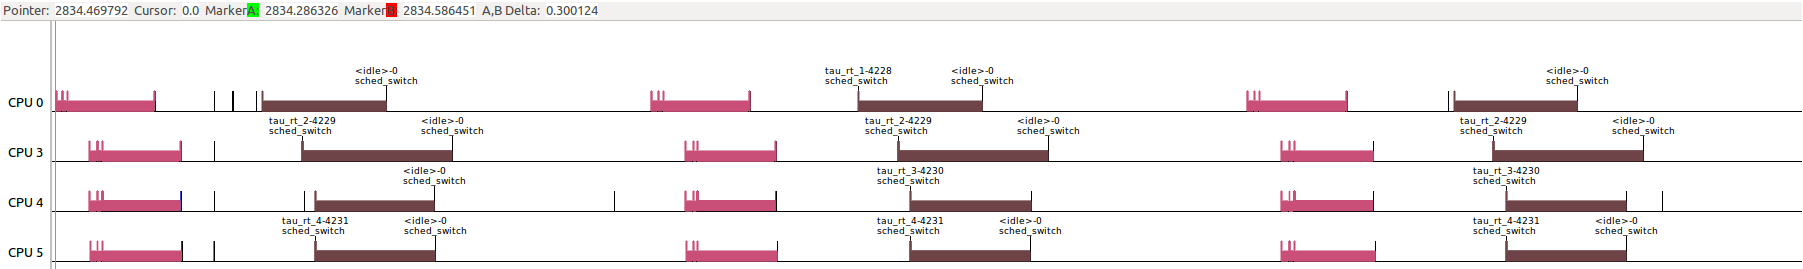 Pointer: 2834.469792 Cursor: 0.0 Marker A: 2834.286326 Marker B: 2834.586451 A,B Delta: 0.300124
<idle>-0
sched_switch
tau_rt_1-4228
sched_switch
<idle>-0
sched_switch
<idle>-0
sched_switch
CPU 0
tau_rt_2-4229
sched_switch
<idle>-0
sched_switch
tau_rt_2-4229
sched_switch
<idle>-0
sched_switch
tau_rt_2-4229
sched_switch
<idle>-0
sched_switch
CPU 3
<idle>-0
sched_switch
tau_rt_3-4230
sched_switch
tau_rt_3-4230
sched_switch
CPU 4
tau_rt_4-4231
sched_switch
<idle>-0
sched_switch
tau_rt_4-4231
sched_switch
<idle>-0
sched_switch
tau_rt_4-4231
sched_switch
<idle>-0
sched_switch
CPU 5